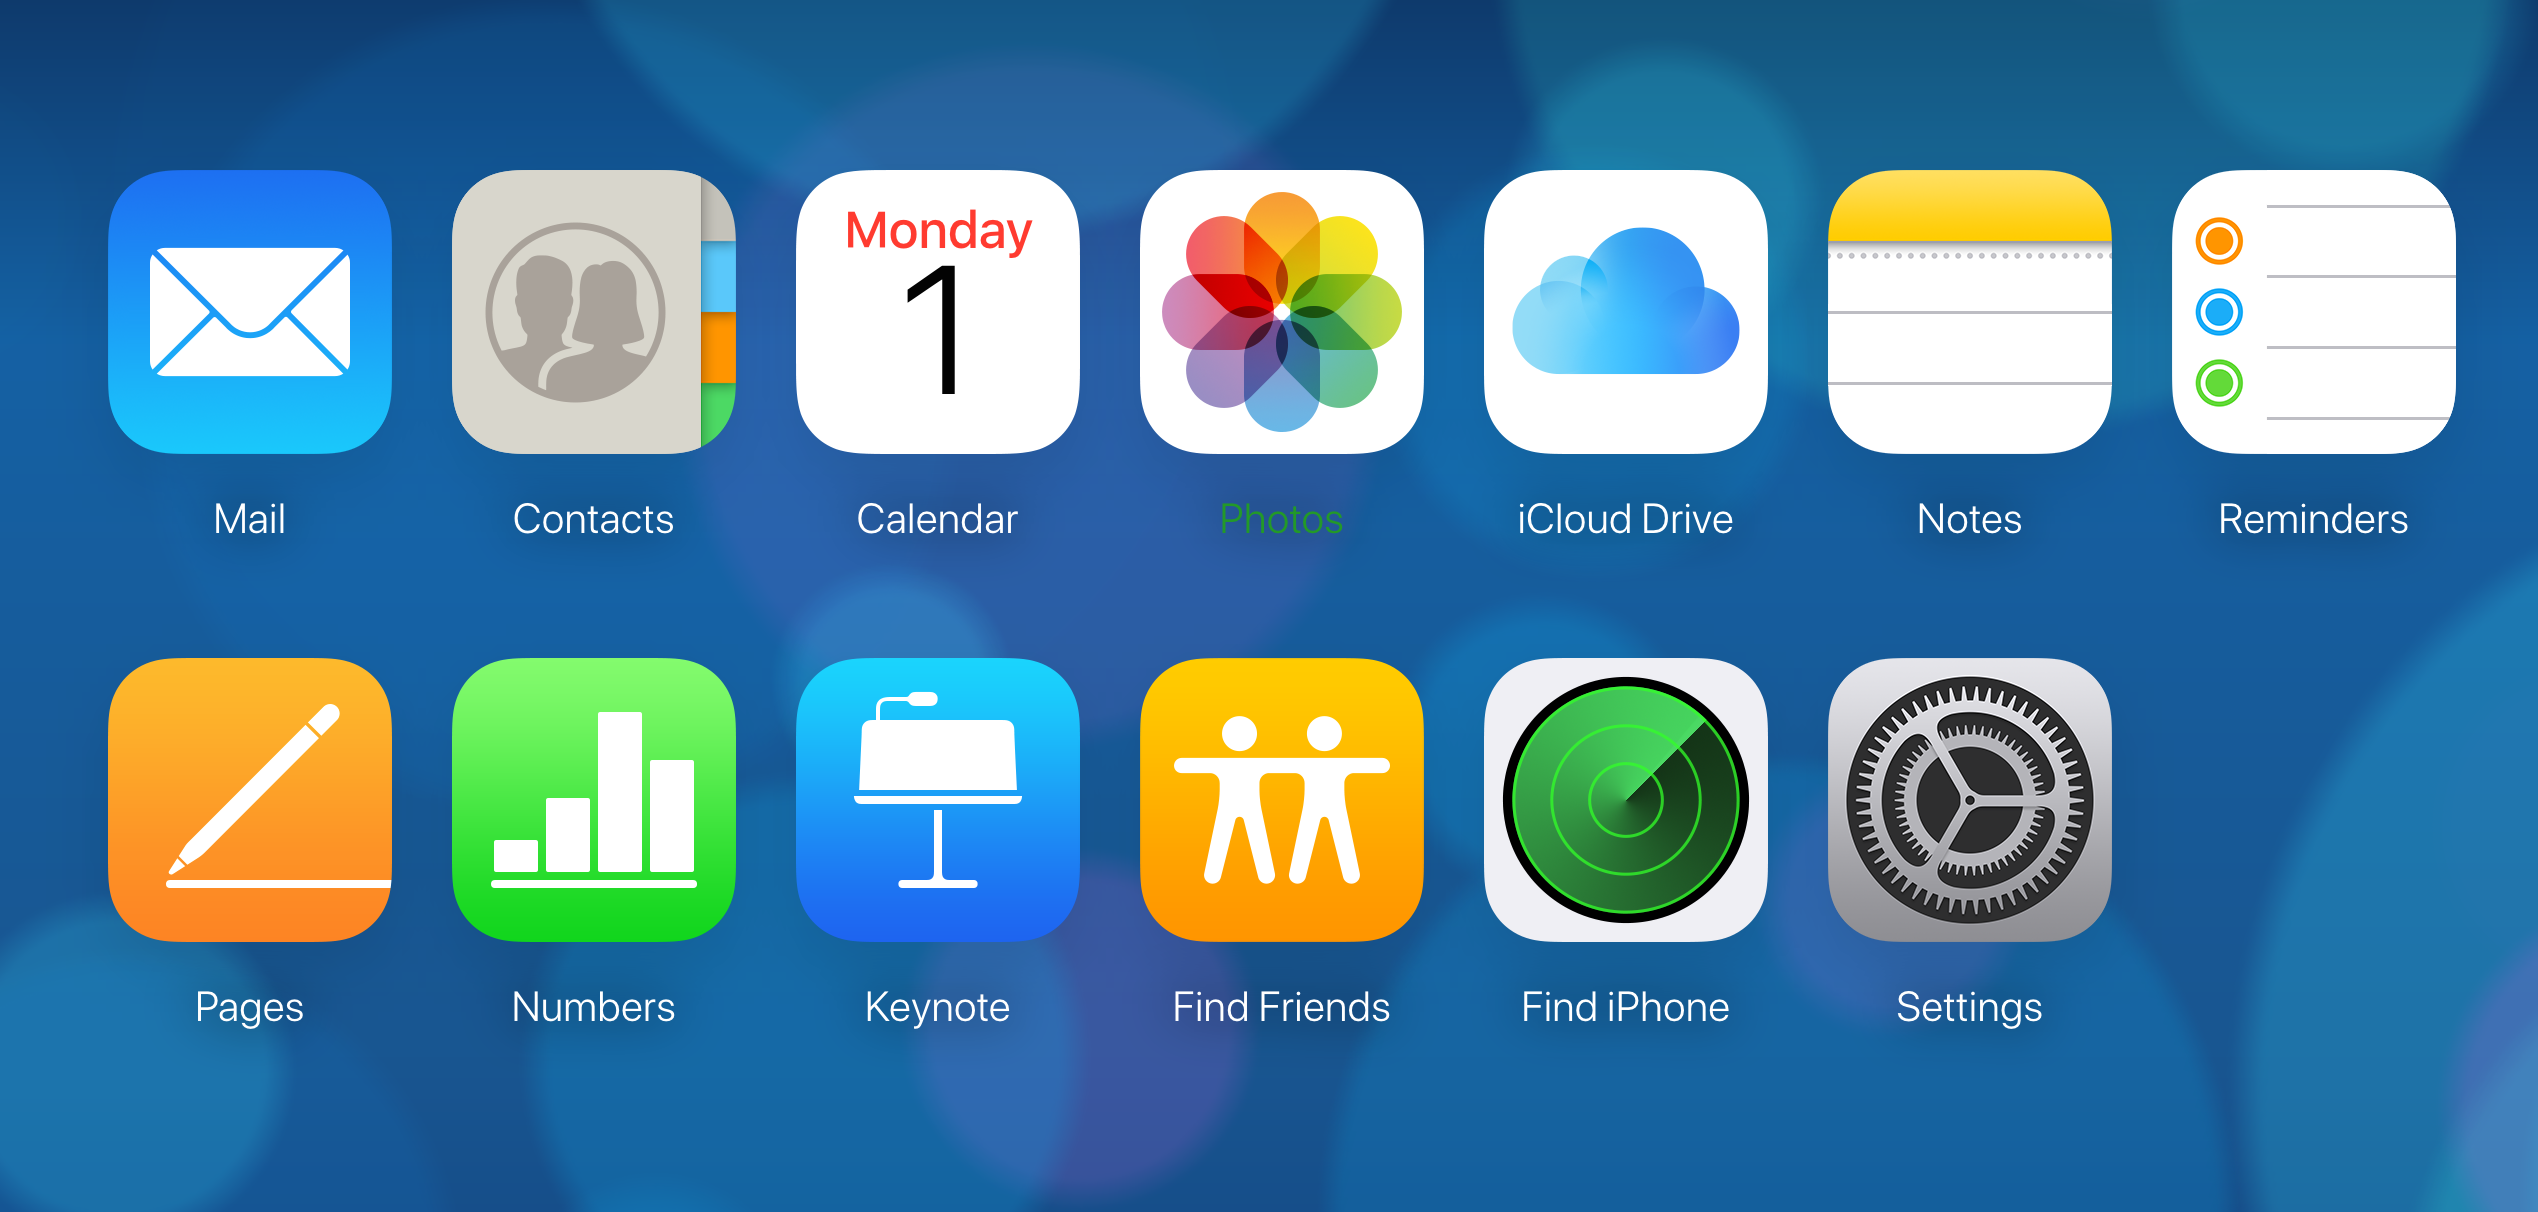 Monday
1
Mail
Contacts
Calendar
Photos
iCloud Drive
Notes
Reminders
Pages
Numbers
Keynote
Find Friends
Find iPhone
Settings